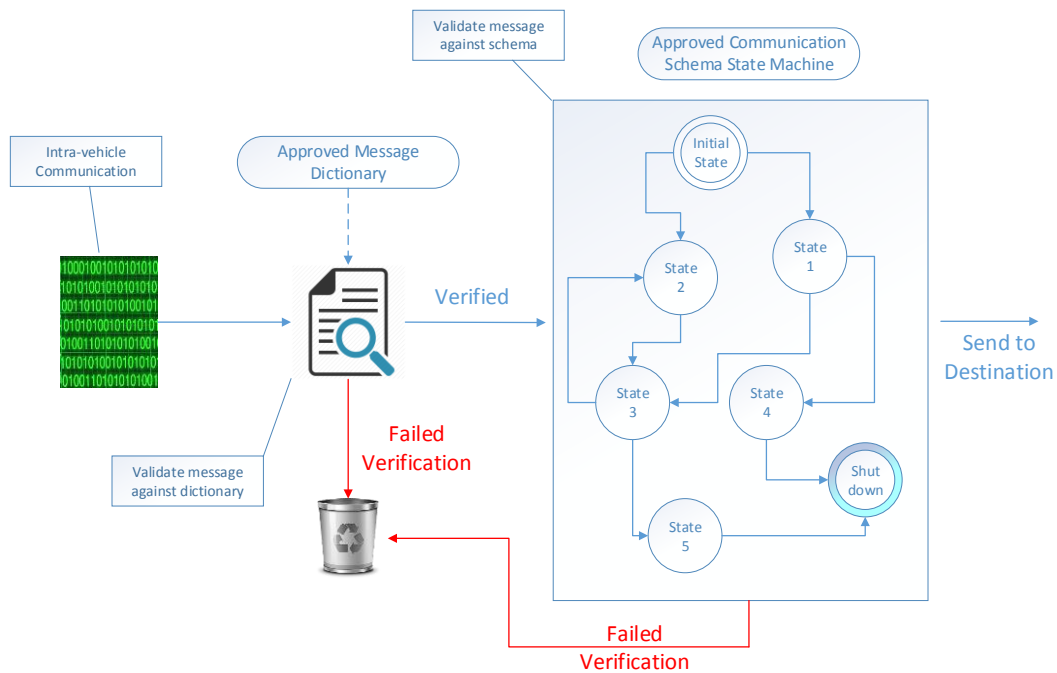 Validate message
against schema
Approved Communication
Schema State Machine
Intra-vehicle
Communication
Approved Message
Dictionary
Initial
State
State
1
State
2
Verified
Send to
Destination
State
3
State
4
Failed
Verification
Validate message
against dictionary
Shut
down
State
5
Failed
Verification